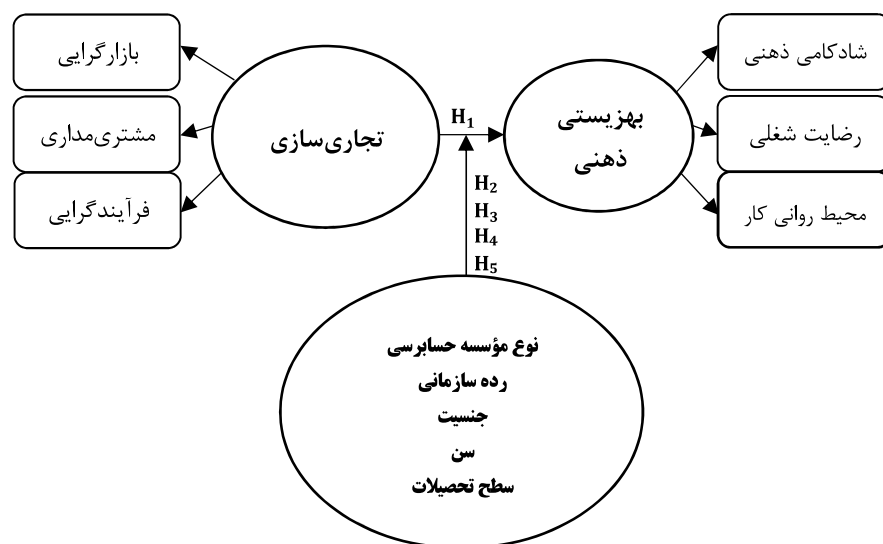 بازارگرایی
مشتری‌مداری
فرآیندگرایی
تجاری‌سازی
H₁
بهزیستی
ذهنی
شادکامی ذهنی
رضایت شغلی
محیط روانی کار
H₂
H₃
H₄
H₅
نوع مؤسسه حسابرسی
رده سازمانی
جنسیت
سن
سطح تحصیلات